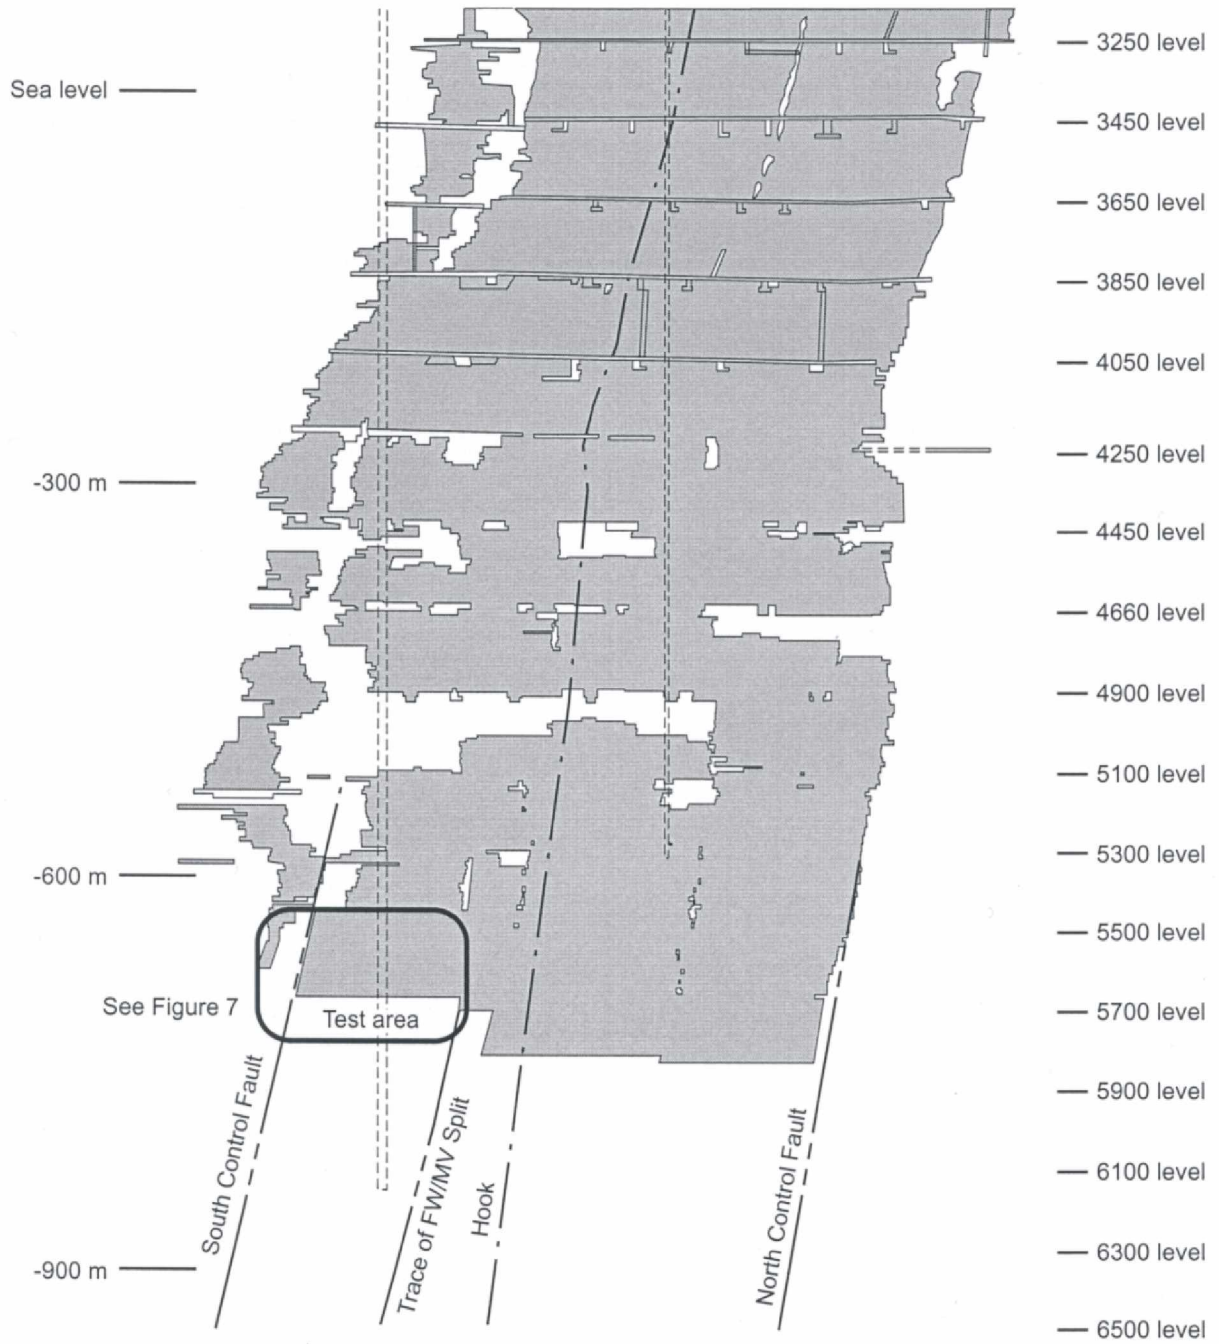 3250 level
Sea level
3450 level
3650 level
3850 level
4050 level
4250 level
-300 m
4450 level
4660 level
4900 level
5100 level
5300 level
-600 m
5500 level
See Figure 7
Test area
5700 level
South Control Fault
Trace of FW/MV Split
Hook
North Control Fault
5900 level
6100 level
6300 level
-900 m
6500 level